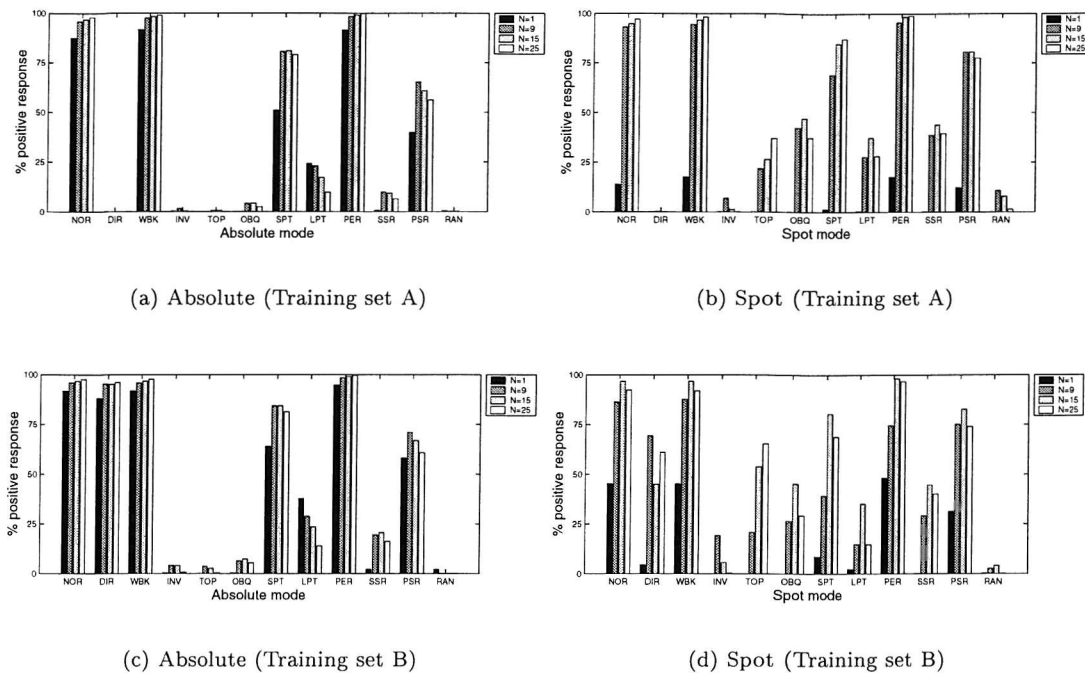 100
75
50
25
0
% positive response
NOR DIR WBK INV TOP OBQ SPT LPT PER SSR PSR RAN
Absolute mode
N=1
N=9
N=15
N=25
(a) Absolute (Training set A)
100
75
50
25
0
% positive response
NOR DIR WBK INV TOP OBQ SPT LPT PER SSR PSR RAN
Spot mode
N=1
N=9
N=15
N=25
(b) Spot (Training set A)
100
75
50
25
0
% positive response
NOR DIR WBK INV TOP OBQ SPT LPT PER SSR PSR RAN
Absolute mode
N=1
N=9
N=15
N=25
(c) Absolute (Training set B)
100
75
50
25
0
% positive response
NOR DIR WBK INV TOP OBQ SPT LPT PER SSR PSR RAN
Spot mode
N=1
N=9
N=15
N=25
(d) Spot (Training set B)